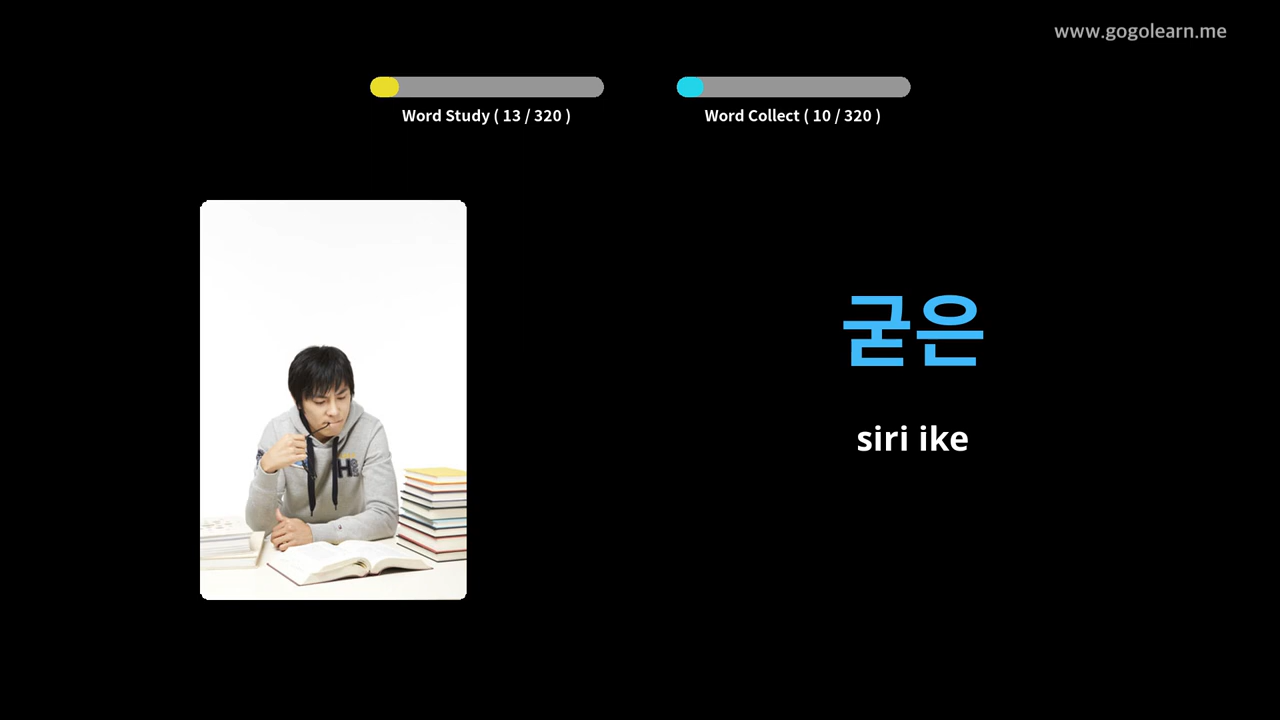 www.gogolearn.me
Word Study ( 13 / 320 )
Word Collect ( 10 / 320 )
굳은
siri ike
H